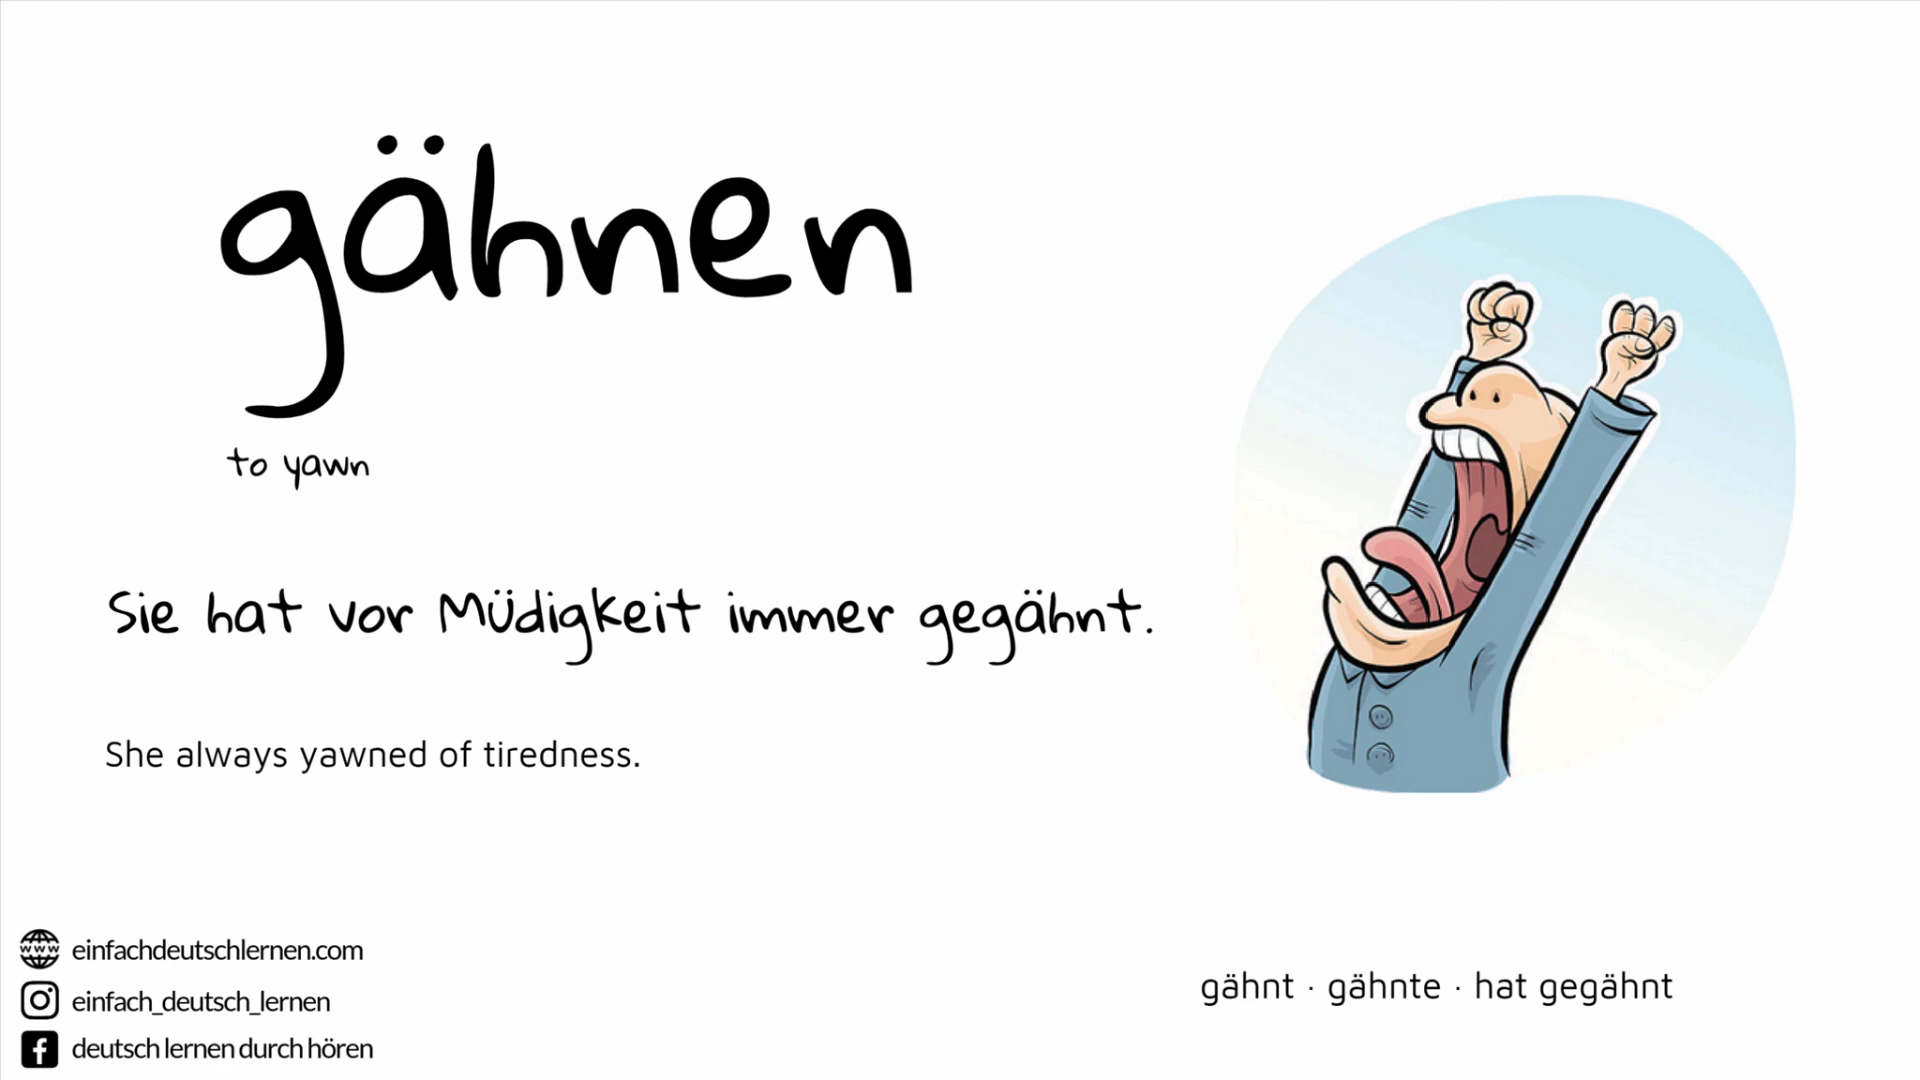 gähnen
to yawn
Sie hat vor Müdigkeit immer gegähnt.
She always yawned of tiredness.
www
einfachdeutschlernen.com
einfach_deutsch_lernen
deutsch lernen durch hören
gähnt · gähnte · hat gegähnt